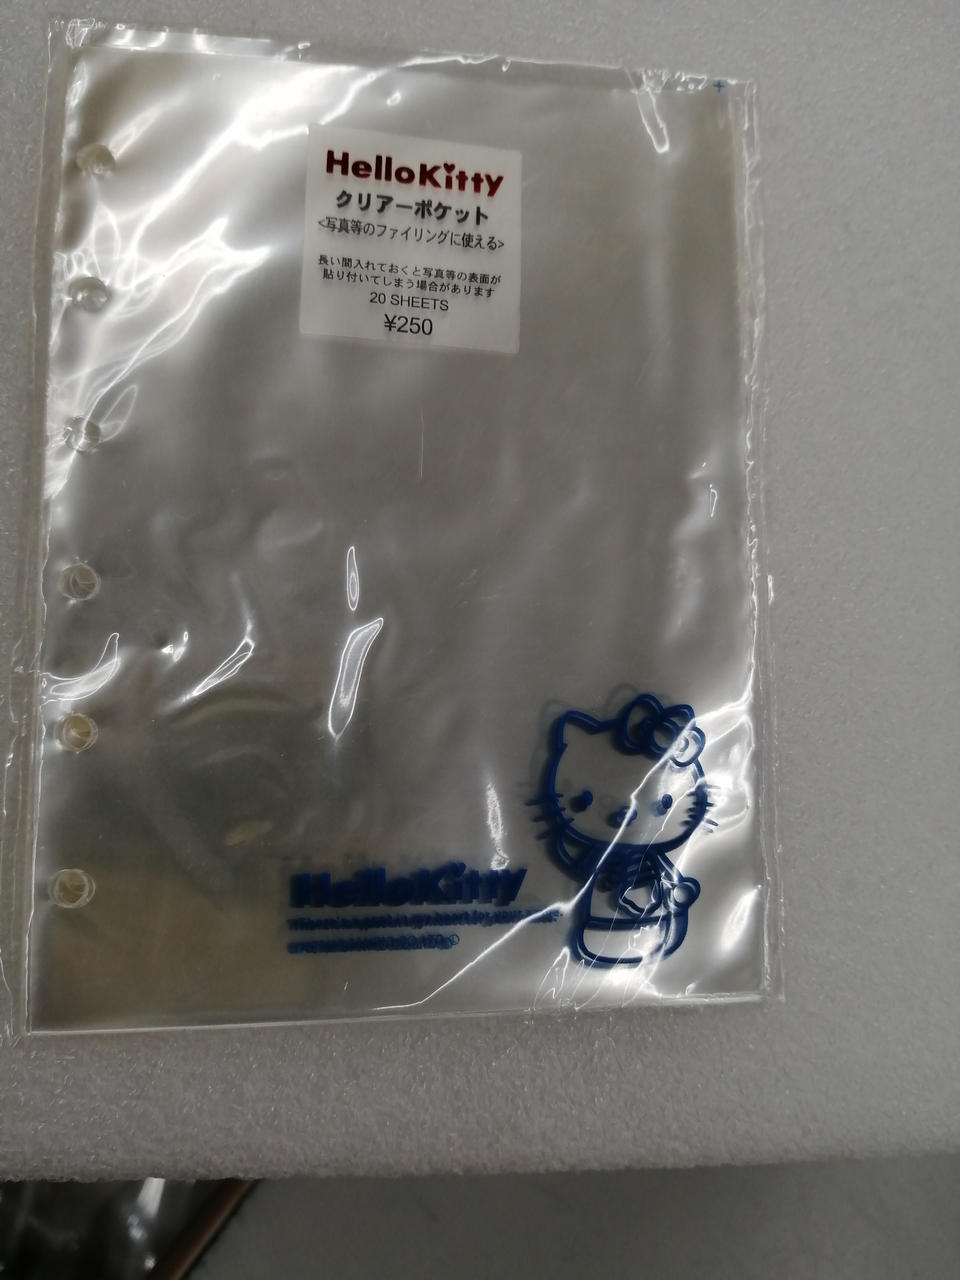 HelloKitty
クリアーポケット
<写真等のファイリングに使える>
長い間入れておくと写真等の表面が
貼り付いてしまう場合があります
20 SHEETS
¥250
HelloKitty